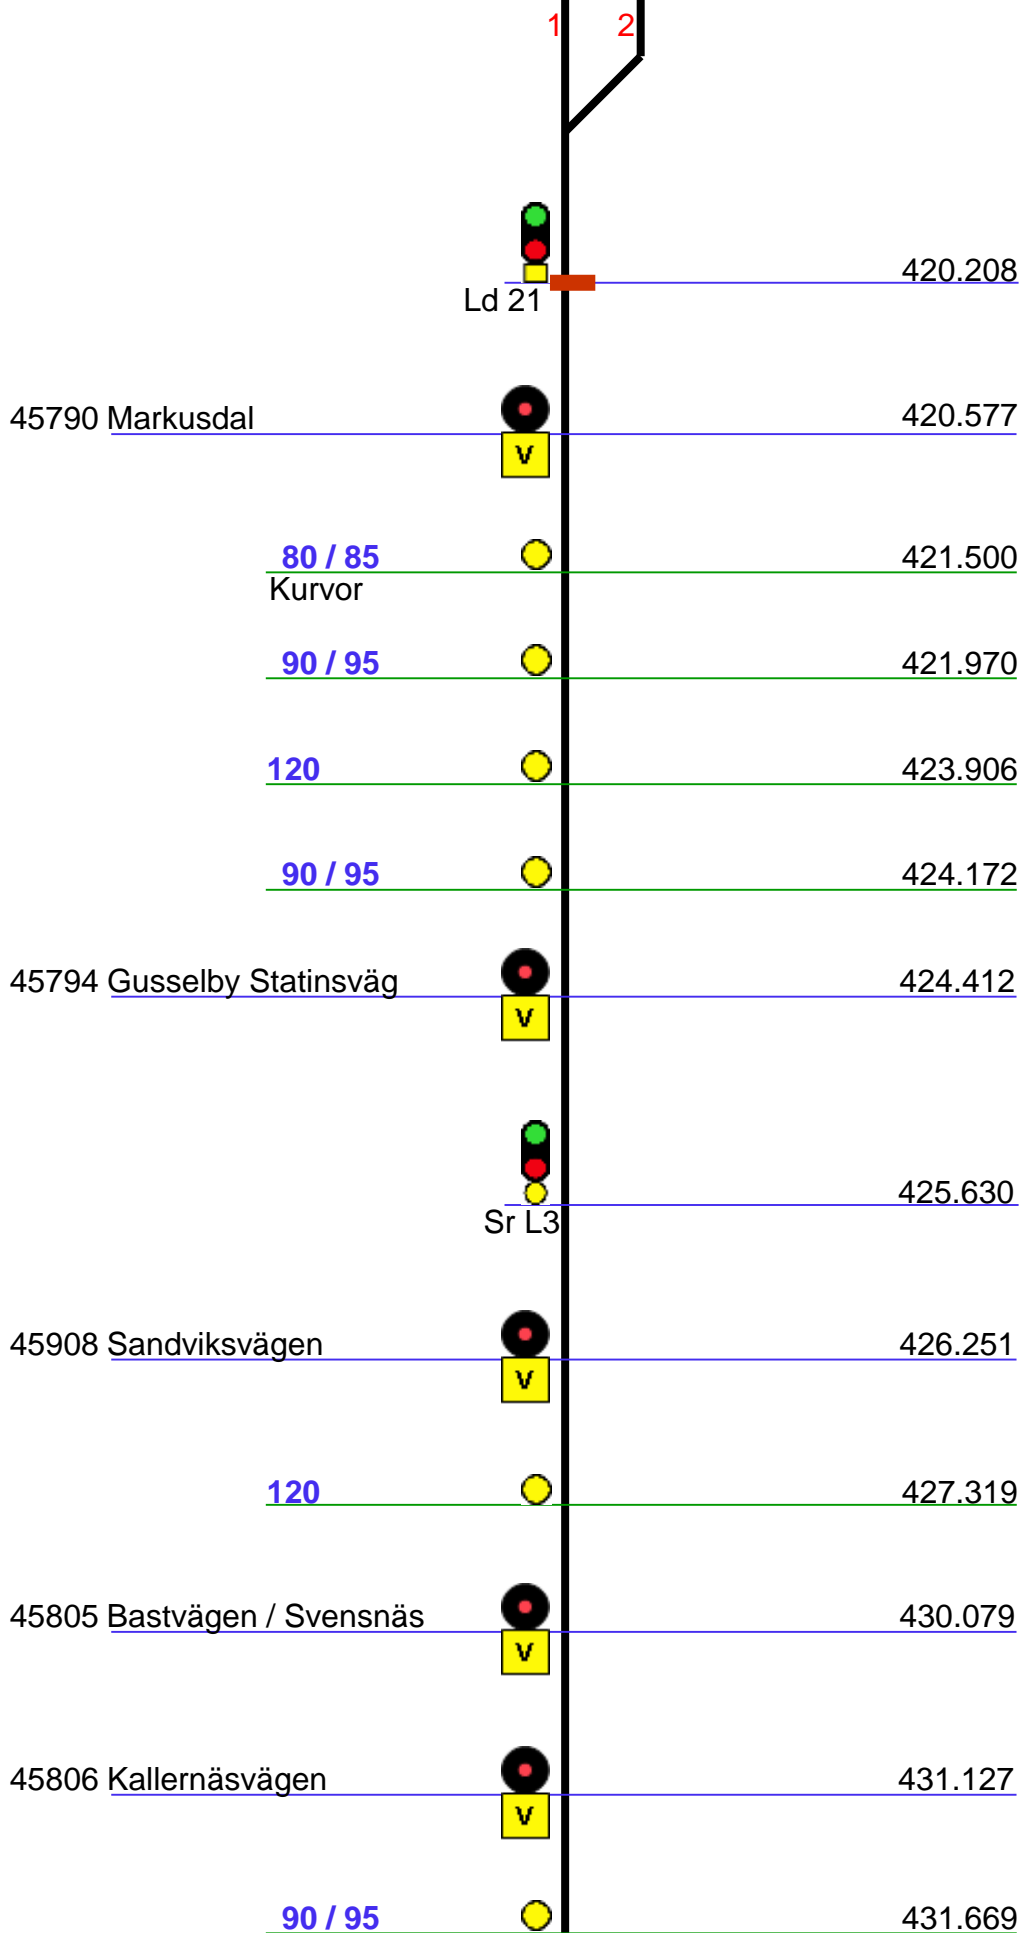 1 2
420.208
Ld 21
45790 Markusdal 420.577
V
80 / 85 421.500
Kurvor
90 / 95 421.970
120 423.906
90 / 95 424.172
45794 Gusselby Statinsväg 424.412
V
425.630
Sr L3
45908 Sandviksvägen 426.251
V
120 427.319
45805 Bastvägen / Svensnäs 430.079
V
45806 Kallernäsvägen 431.127
V
90 / 95 431.669